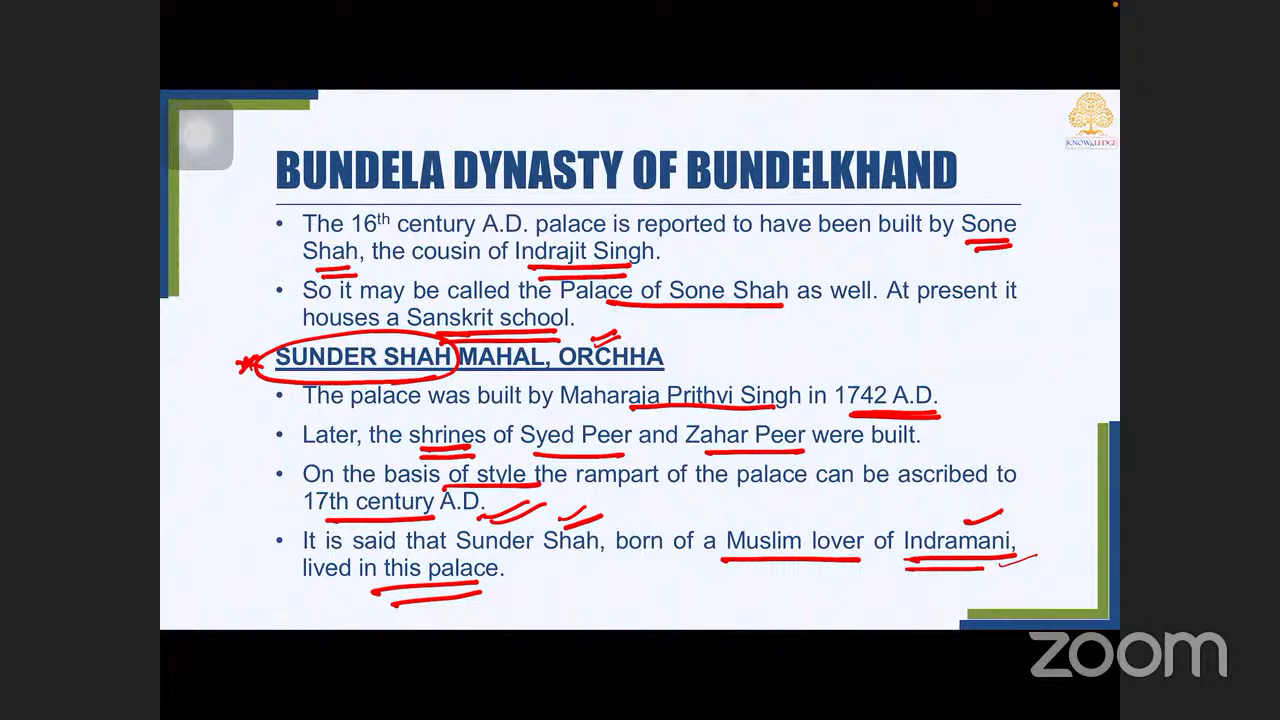 KNOWLEDGE
BUNDELA DYNASTY OF BUNDELKHAND
• The 16th century A.D. palace is reported to have been built by Sone
Shah, the cousin of Indrajit Singh.
• So it may be called the Palace of Sone Shah as well. At present it
houses a Sanskrit school.
SUNDER SHAH MAHAL, ORCHHA
• The palace was built by Maharaja Prithvi Singh in 1742 A.D.
• Later, the shrines of Syed Peer and Zahar Peer were built.
• On the basis of style the rampart of the palace can be ascribed to
17th century A.D.
• It is said that Sunder Shah, born of a Muslim lover of Indramani,
lived in this palace.
zoom